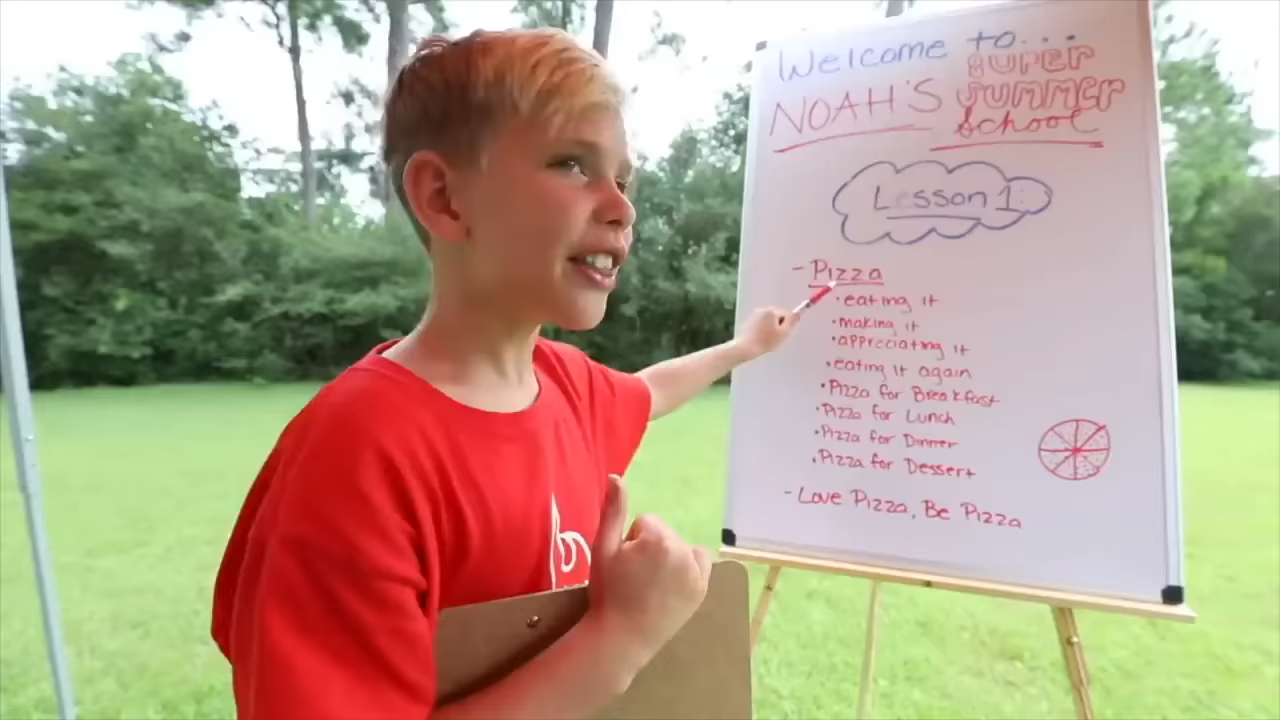 Welcome to...
NOAH'S SUPER
SUMMER
School
Lesson 1
- Pizza
• eating it
• making it
• appreciating it
• eating it again
• Pizza for Breakfast
• Pizza for Lunch
• Pizza for Dinner
• Pizza for Dessert
- Love Pizza, Be Pizza